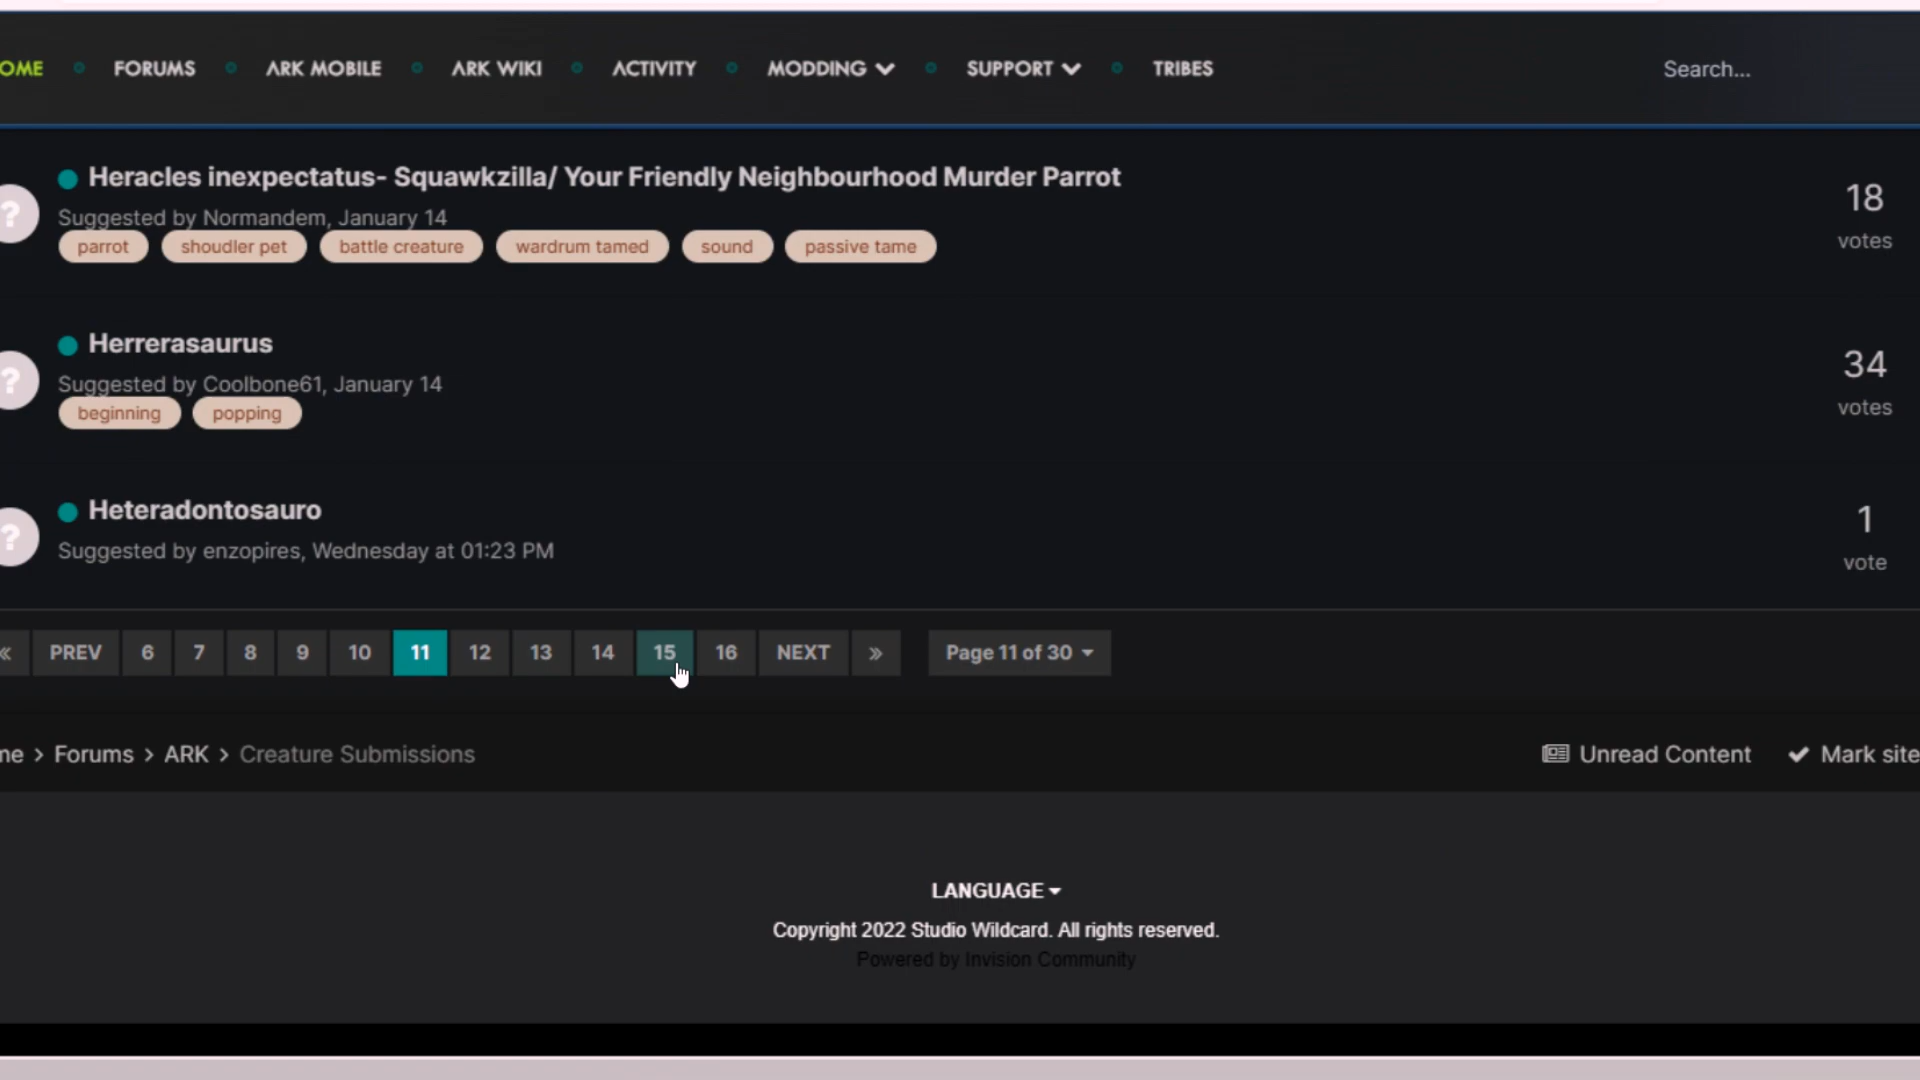 OME FORUMS ARK MOBILE ARK WIKI ACTIVITY MODDING SUPPORT TRIBES Search...
Heracles inexpectatus- Squawkzilla/ Your Friendly Neighbourhood Murder Parrot
Suggested by Normandem, January 14
parrot shoudler pet battle creature wardrum tamed sound passive tame
18
votes
Herrerasaurus
Suggested by Coolbone61, January 14
beginning popping
34
votes
Heteradontosauro
Suggested by enzopires, Wednesday at 01:23 PM
1
vote
« PREV 6 7 8 9 10 11 12 13 14 15 16 NEXT » Page 11 of 30
me > Forums > ARK > Creature Submissions Unread Content Mark site
LANGUAGE
Copyright 2022 Studio Wildcard. All rights reserved.
Powered by Invision Community